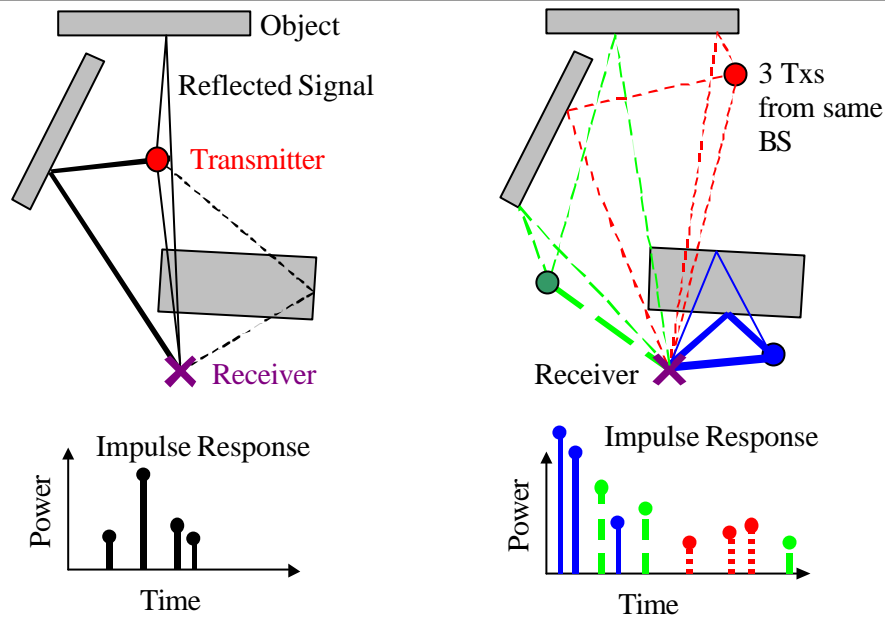 Object
Reflected Signal
Transmitter
Receiver
Impulse Response
Power
Time
3 Txs
from same
BS
Receiver
Impulse Response
Power
Time